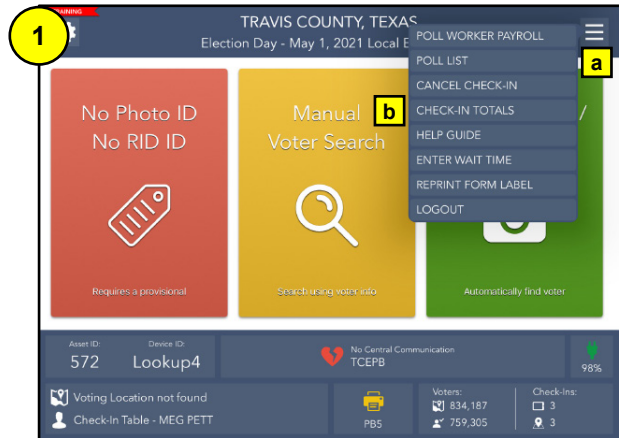 1
TRAINING
TRAVIS COUNTY, TEXAS
Election Day - May 1, 2021 Local E
a
POLL WORKER PAYROLL
POLL LIST
CANCEL CHECK-IN
b
CHECK-IN TOTALS
HELP GUIDE
ENTER WAIT TIME
REPRINT FORM LABEL
LOGOUT
No Photo ID
No RID ID
Requires a provisional
Manual
Voter Search
Search using voter info
/
Automatically find voter
Asset ID:
572
Device ID:
Lookup4
No Central Communication
TCEPB
98%
Voting Location not found
Check-In Table - MEG PETT
PB5
Voters:
834,187
759,305
Check-Ins:
3
3